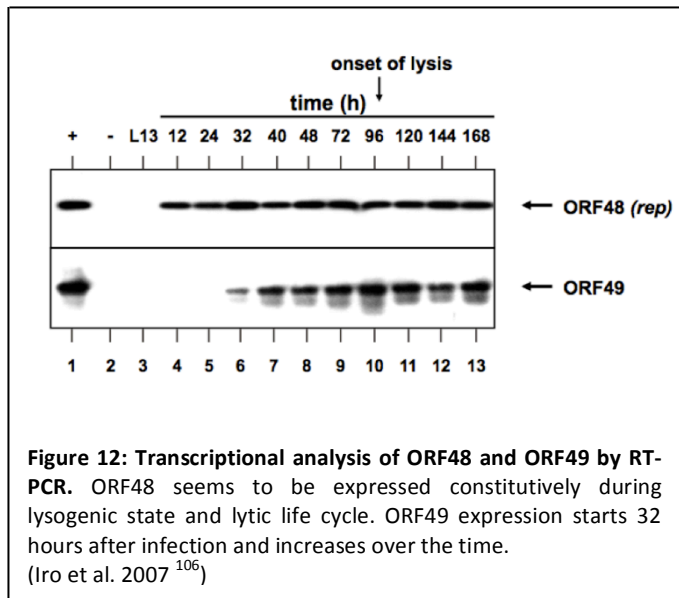 onset of lysis
time (h)
+ - L13 12 24 32 40 48 72 96 120 144 168
ORF48 (rep)
ORF49
1 2 3 4 5 6 7 8 9 10 11 12 13
Figure 12: Transcriptional analysis of ORF48 and ORF49 by RT-
PCR. ORF48 seems to be expressed constitutively during
lysogenic state and lytic life cycle. ORF49 expression starts 32
hours after infection and increases over the time.
(Iro et al. 2007 106)